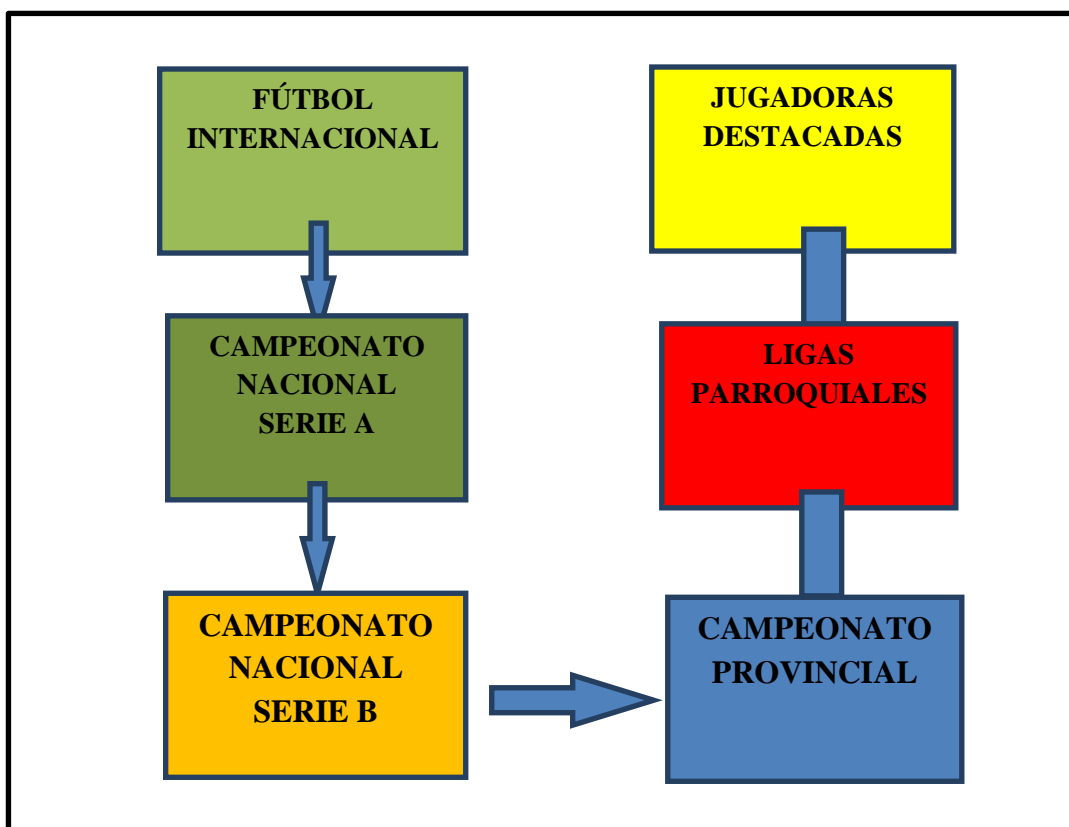 FÚTBOL
INTERNACIONAL
CAMPEONATO
NACIONAL
SERIE A
CAMPEONATO
NACIONAL
SERIE B
JUGADORAS
DESTACADAS
LIGAS
PARROQUIALES
CAMPEONATO
PROVINCIAL